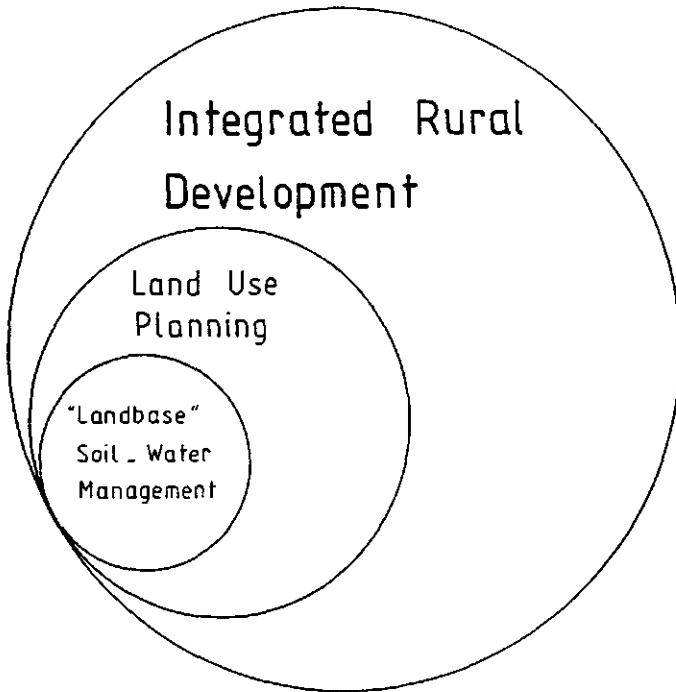 Integrated Rural
Development
Land Use
Planning
"Landbase"
Soil - Water
Management